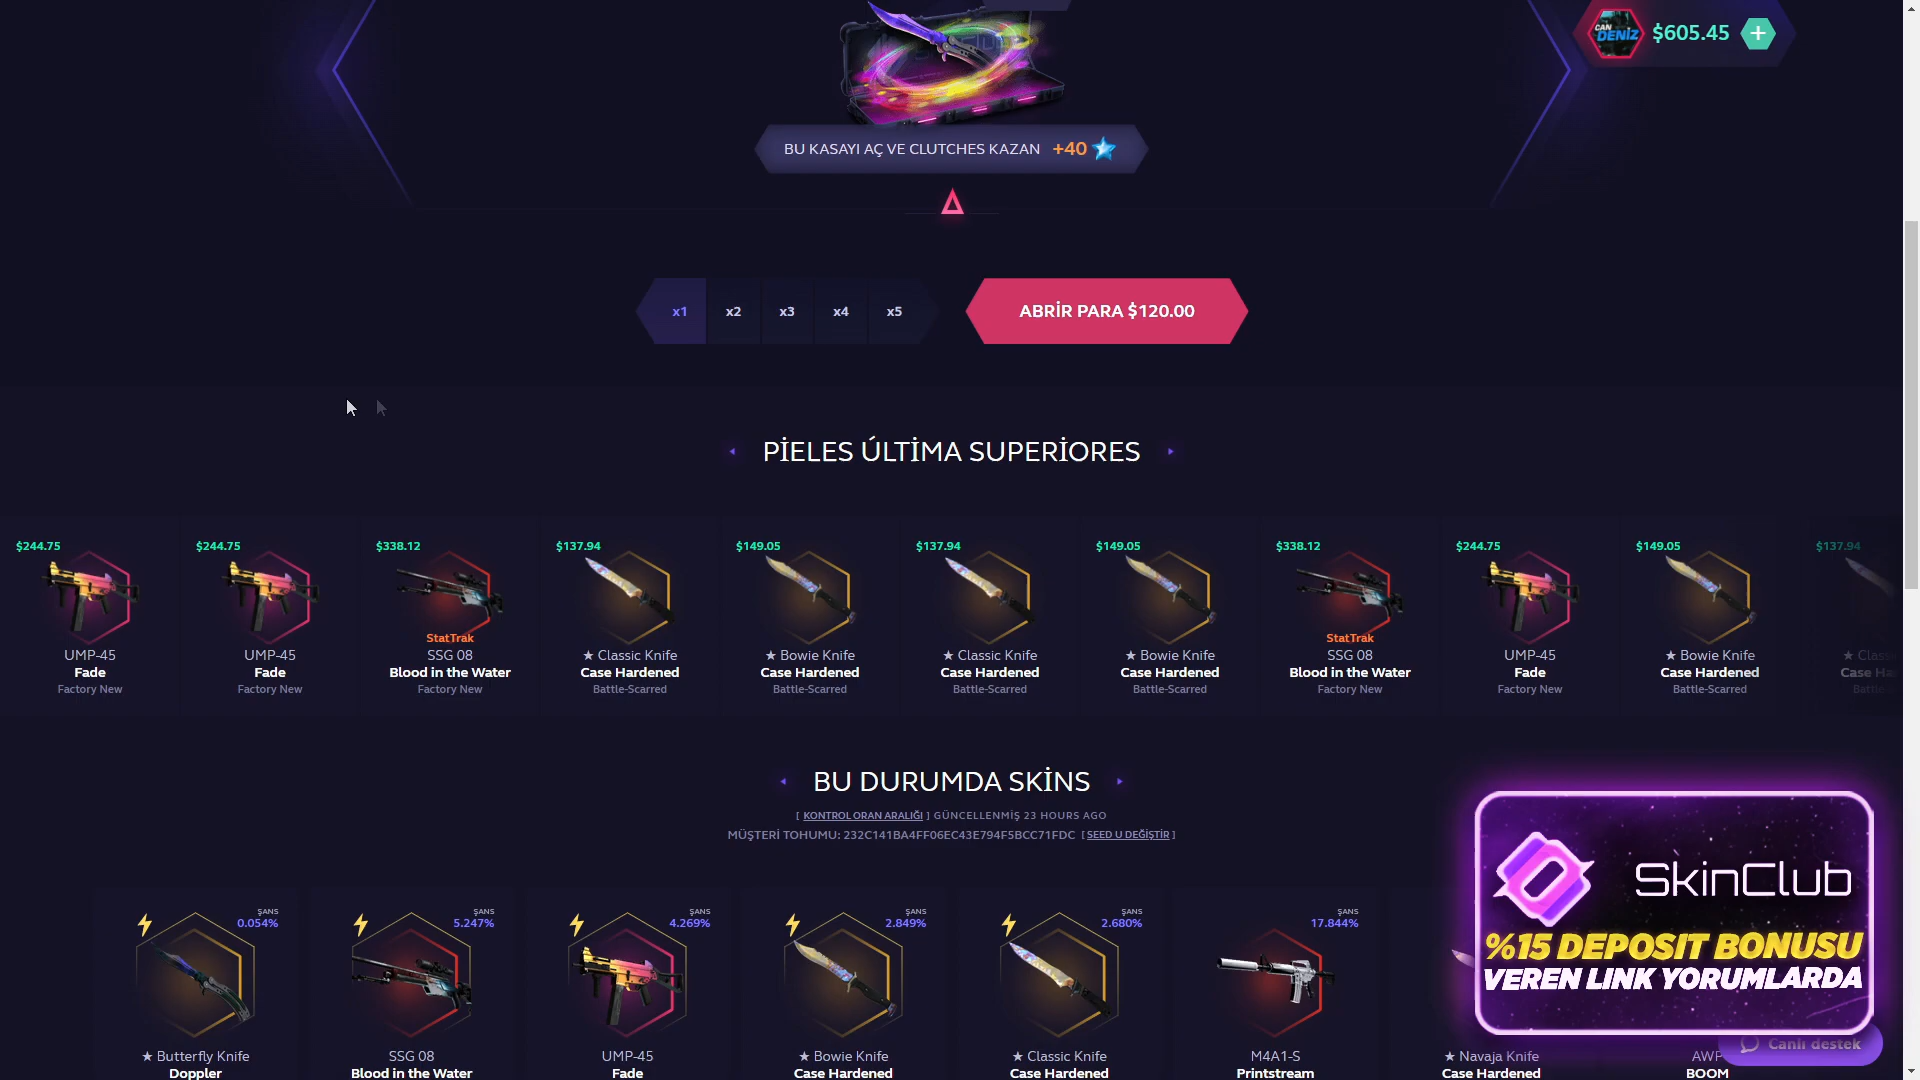 CAN
DENİZ
$605.45
BU KASAYI AÇ VE CLUTCHES KAZAN +40
x1 x2 x3 x4 x5
ABRİR PARA $120.00
PİELES ÚLTİMA SUPERİORES
$244.75 $244.75 $338.12 $137.94 $149.05 $137.94 $149.05 $338.12 $244.75 $149.05 $137.94
StatTrak StatTrak
UMP-45 UMP-45 SSG 08 ★ Classic Knife ★ Bowie Knife ★ Classic Knife ★ Bowie Knife SSG 08 UMP-45 ★ Bowie Knife
Fade Fade Blood in the Water Case Hardened Case Hardened Case Hardened Case Hardened Blood in the Water Fade Case Hardened
Factory New Factory New Factory New Battle-Scarred Battle-Scarred Battle-Scarred Battle-Scarred Factory New Factory New Battle-Scarred
BU DURUMDA SKİNS
[ KONTROL ORAN ARALIĞI ] GÜNCELLENMİŞ 23 HOURS AGO
MÜŞTERİ TOHUMU: 232C141BA4FF06EC43E794F5BCC71FDC [ SEED U DEĞİŞTİR ]
ŞANS ŞANS ŞANS ŞANS ŞANS ŞANS
0.054% 5.247% 4.269% 2.849% 2.680% 17.844%
★ Butterfly Knife SSG 08 UMP-45 ★ Bowie Knife ★ Classic Knife M4A1-S ★ Navaja Knife AWP
Doppler Blood in the Water Fade Case Hardened Case Hardened Printstream Case Hardened BOOM
SkinClub
%15 DEPOSIT BONUSU
VEREN LINK YORUMLARDA
Canlı destek